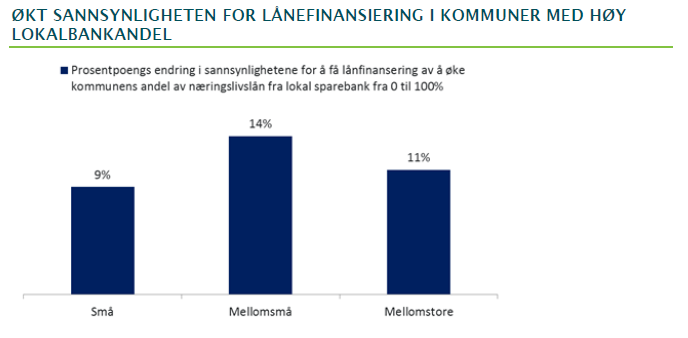 ØKT SANNSYNLIGHETEN FOR LÅNEFINANSIERING I KOMMUNER MED HØY
LOKALBANKANDEL
Prosentpoengs endring i sannsynlighetene for å få lånfinansering av å øke
kommunens andel av næringslivslån fra lokal sparebank fra 0 til 100%
14%
11%
9%
Små
Mellomsmå
Mellomstore